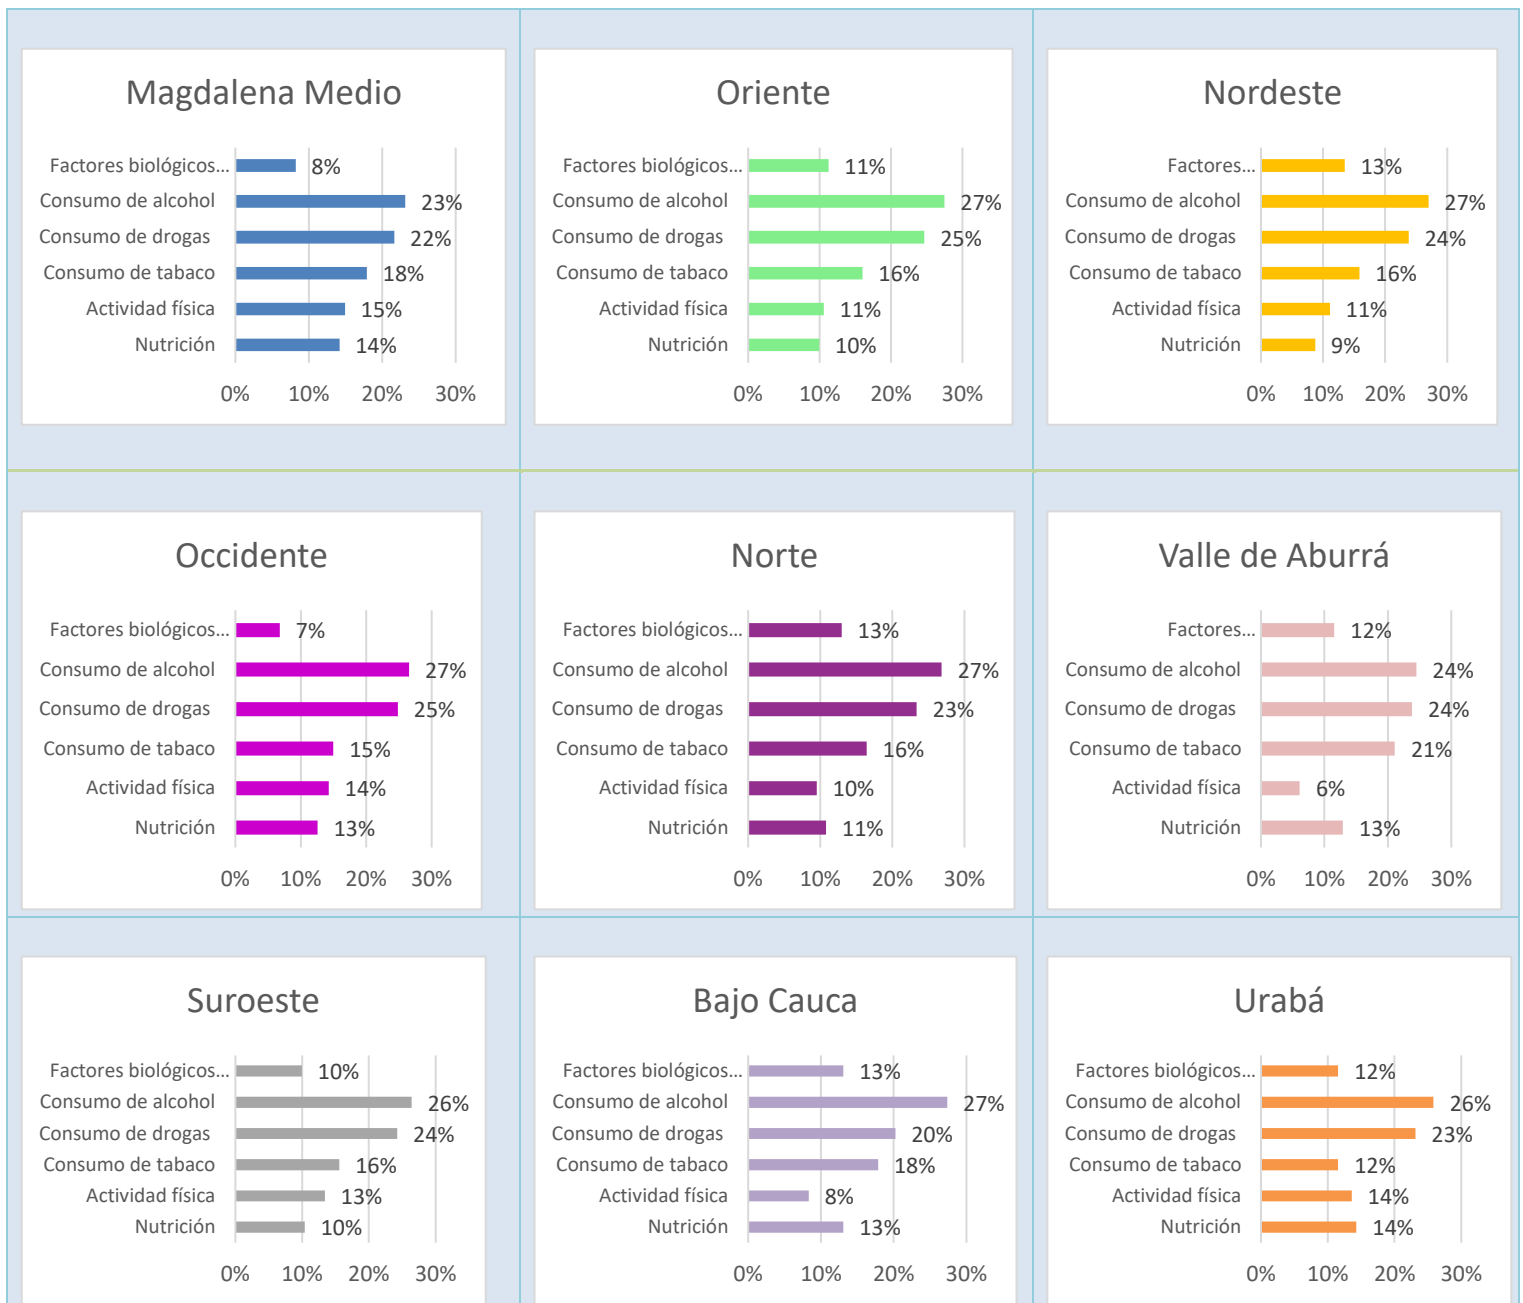 Magdalena Medio
Factores biológicos... 8%
Consumo de alcohol 23%
Consumo de drogas 22%
Consumo de tabaco 18%
Actividad física 15%
Nutrición 14%
0% 10% 20% 30%
Oriente
Factores biológicos... 11%
Consumo de alcohol 27%
Consumo de drogas 25%
Consumo de tabaco 16%
Actividad física 11%
Nutrición 10%
0% 10% 20% 30%
Nordeste
Factores... 13%
Consumo de alcohol 27%
Consumo de drogas 24%
Consumo de tabaco 16%
Actividad física 11%
Nutrición 9%
0% 10% 20% 30%
Occidente
Factores biológicos... 7%
Consumo de alcohol 27%
Consumo de drogas 25%
Consumo de tabaco 15%
Actividad física 14%
Nutrición 13%
0% 10% 20% 30%
Norte
Factores biológicos... 13%
Consumo de alcohol 27%
Consumo de drogas 23%
Consumo de tabaco 16%
Actividad física 10%
Nutrición 11%
0% 10% 20% 30%
Valle de Aburrá
Factores... 12%
Consumo de alcohol 24%
Consumo de drogas 24%
Consumo de tabaco 21%
Actividad física 6%
Nutrición 13%
0% 10% 20% 30%
Suroeste
Factores biológicos... 10%
Consumo de alcohol 26%
Consumo de drogas 24%
Consumo de tabaco 16%
Actividad física 13%
Nutrición 10%
0% 10% 20% 30%
Bajo Cauca
Factores biológicos... 13%
Consumo de alcohol 27%
Consumo de drogas 20%
Consumo de tabaco 18%
Actividad física 8%
Nutrición 13%
0% 10% 20% 30%
Urabá
Factores biológicos... 12%
Consumo de alcohol 26%
Consumo de drogas 23%
Consumo de tabaco 12%
Actividad física 14%
Nutrición 14%
0% 10% 20% 30%